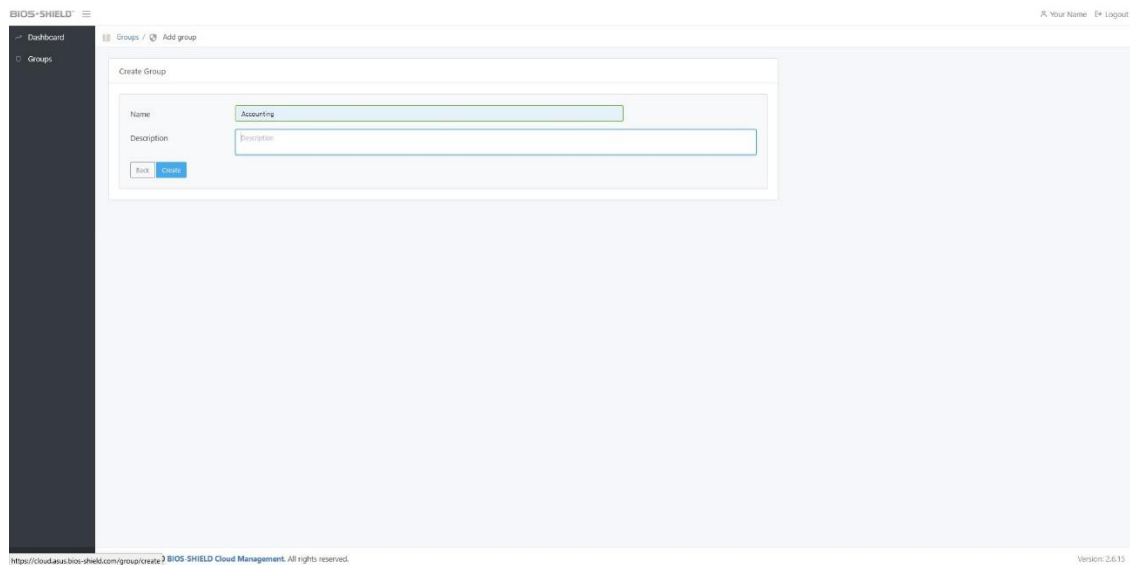 BIOS-SHIELD
Your Name Logout
Dashboard
Groups
Groups / Add group
Create Group
Name Accounting
Description Description
Back Create
https://cloud.asus.bios-shield.com/group/create
BIOS-SHIELD Cloud Management. All rights reserved.
Version: 2.6.15